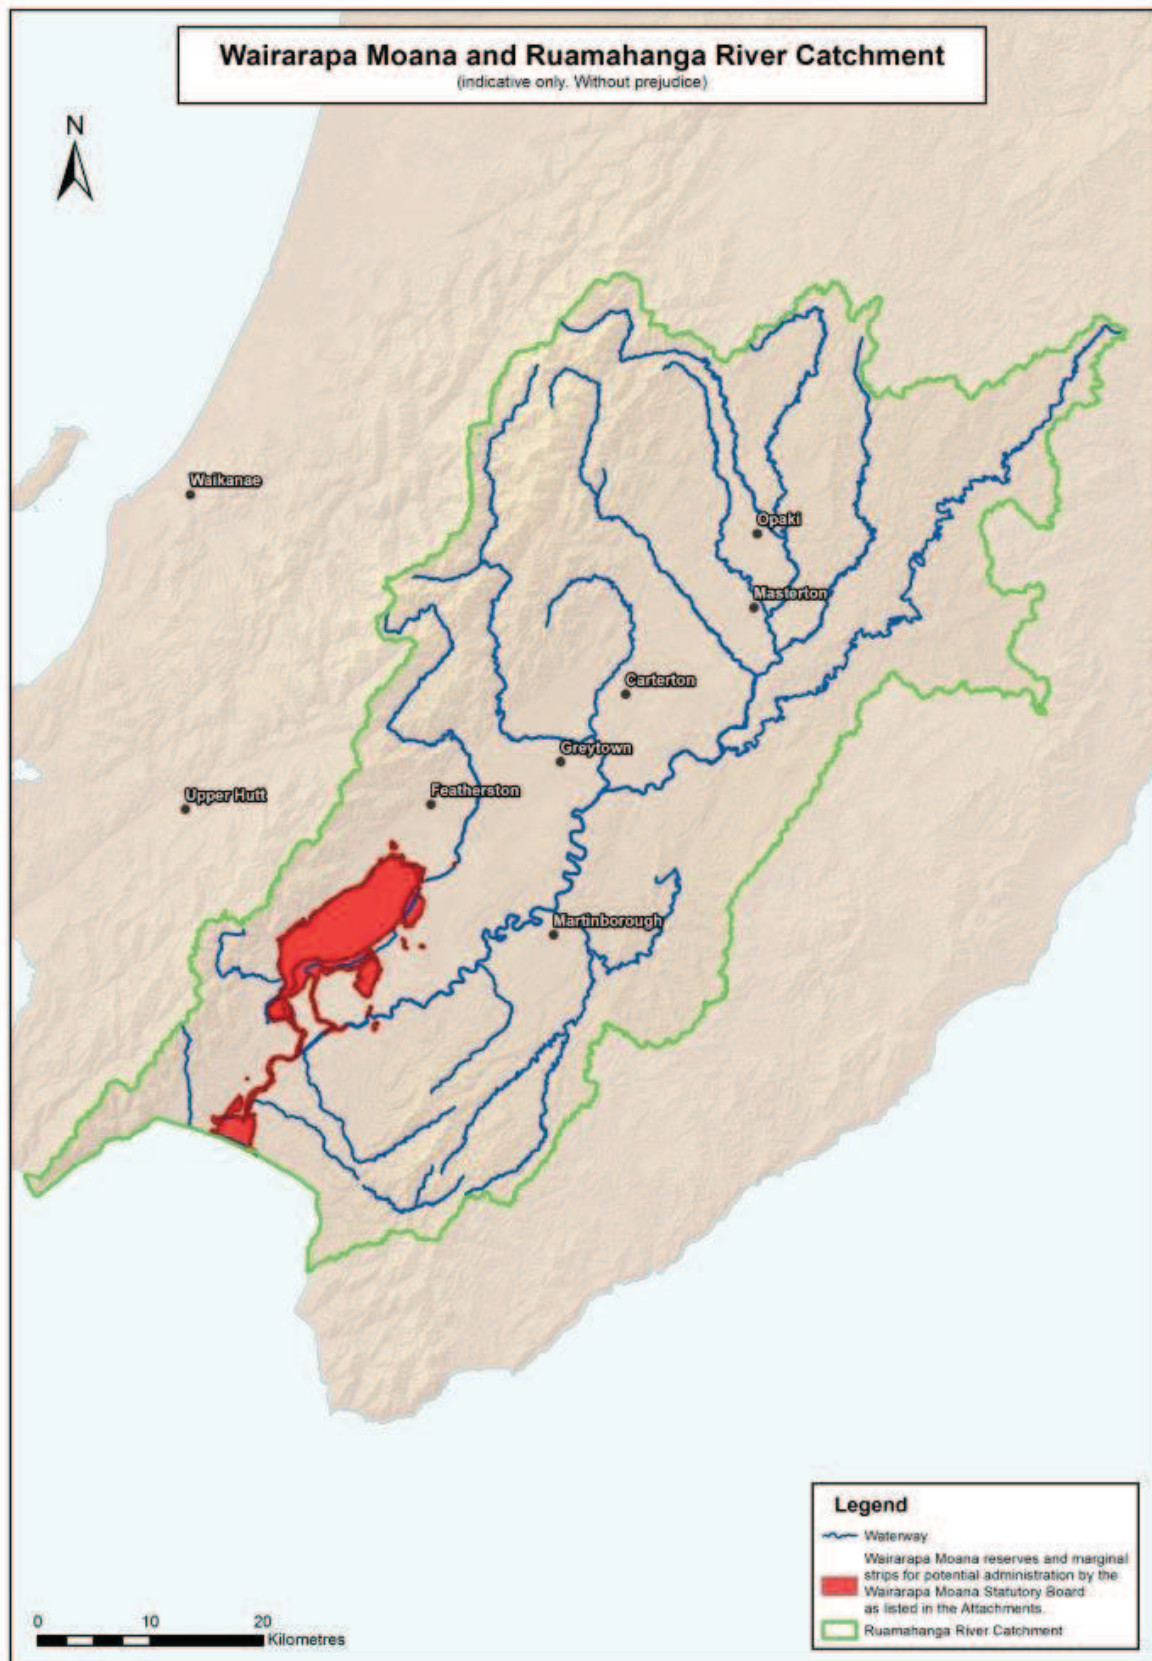 Wairarapa Moana and Ruamahanga River Catchment
(indicative only. Without prejudice)
N
Waikanae
Opaki
Masterton
Carterton
Greytown
Upper Hutt
Featherston
Martinborough
Legend
Waterway
Wairarapa Moana reserves and marginal
strips for potential administration by the
Wairarapa Moana Statutory Board
as listed in the Attachments.
Ruamahanga River Catchment
0 10 20
Kilometres